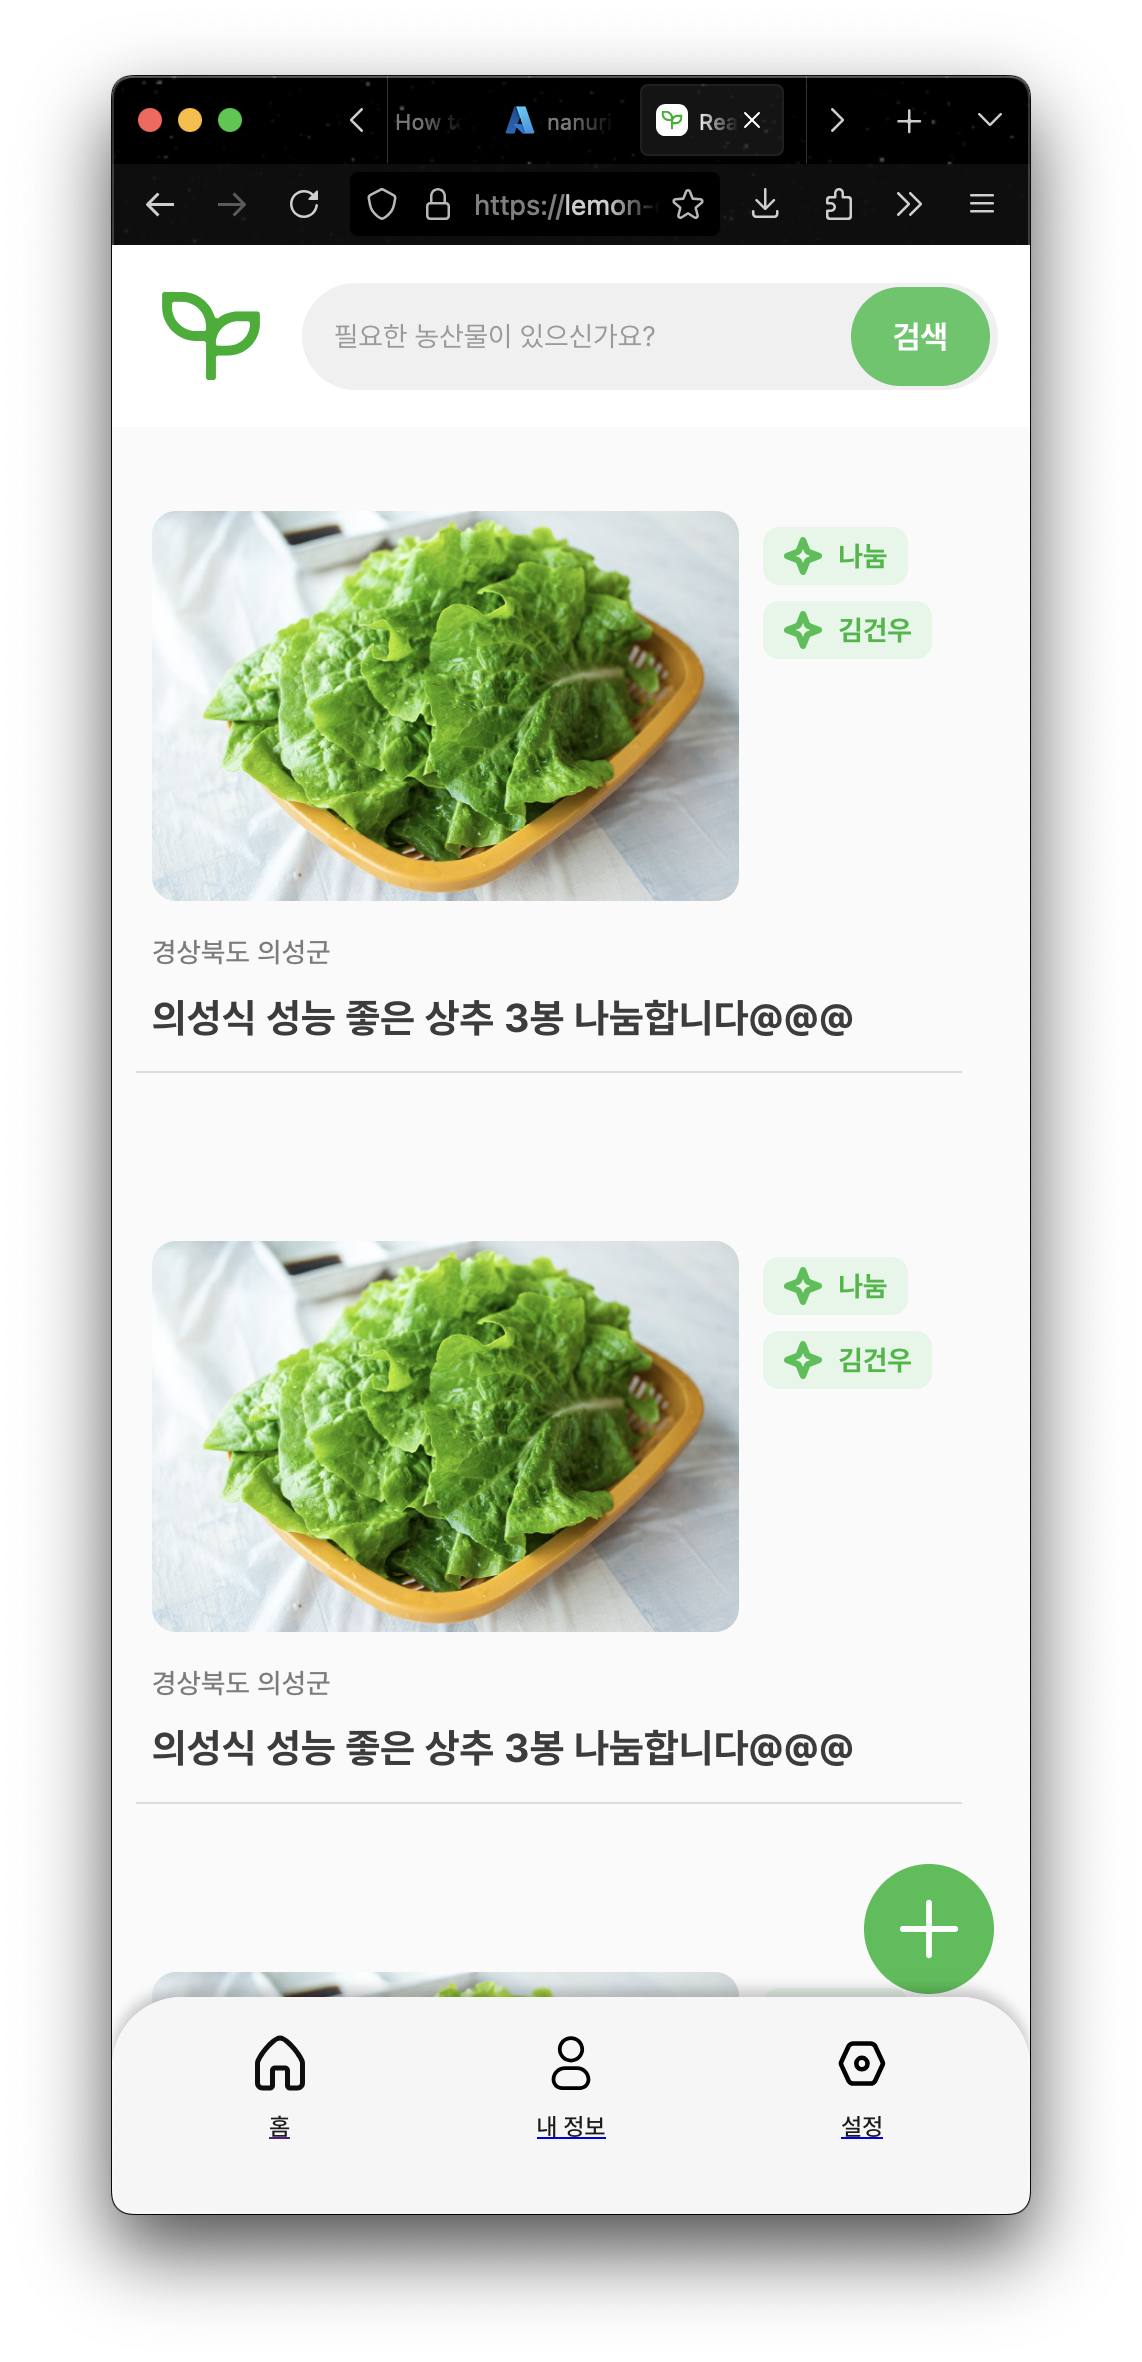 How to
nanuri
Rea
https://lemon-
필요한 농산물이 있으신가요?
검색
나눔
김건우
경상북도 의성군
의성식 성능 좋은 상추 3봉 나눔합니다@@@
나눔
김건우
경상북도 의성군
의성식 성능 좋은 상추 3봉 나눔합니다@@@
홈
내 정보
설정